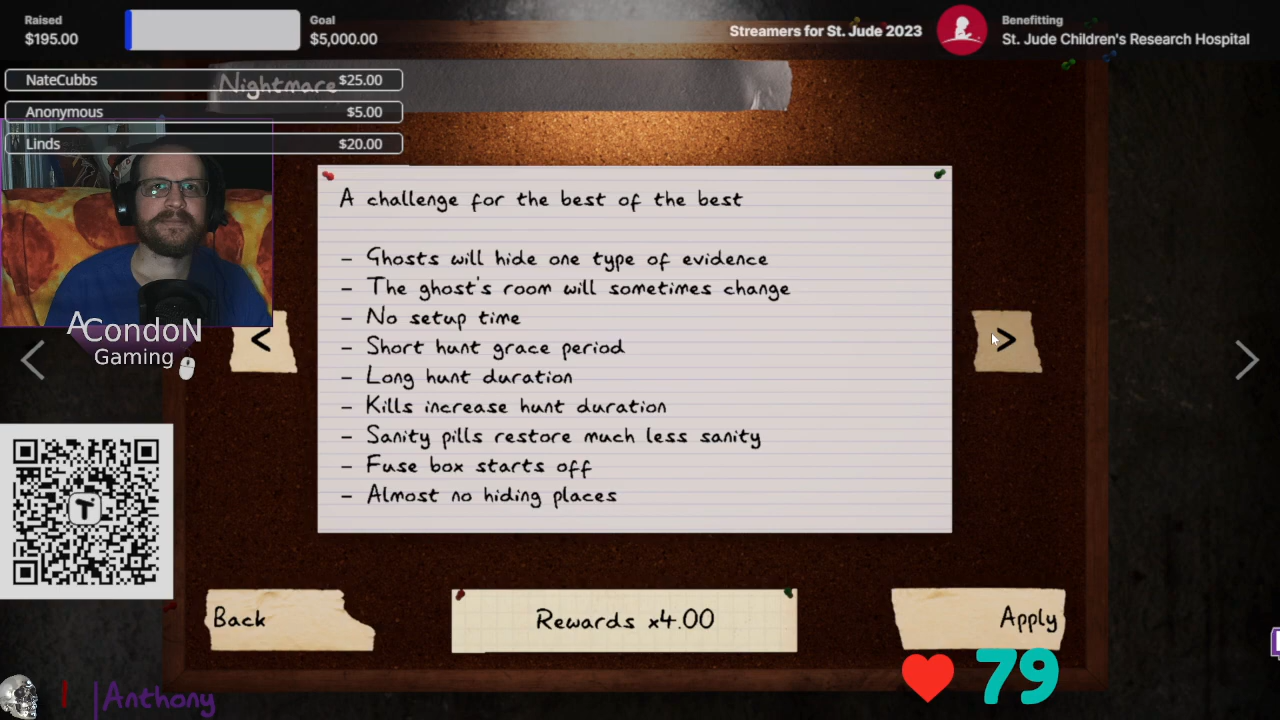 Raised
$195.00
Goal
$5,000.00
Streamers for St. Jude 2023
Benefitting
St. Jude Children's Research Hospital
NateCubbs $25.00
Anonymous $5.00
Linds $20.00
Nightmare
A challenge for the best of the best
- Ghosts will hide one type of evidence
- The ghost's room will sometimes change
- No setup time
- Short hunt grace period
- Long hunt duration
- Kills increase hunt duration
- Sanity pills restore much less sanity
- Fuse box starts off
- Almost no hiding places
< >
ACondoN
Gaming
T
Back
Rewards x4.00
Apply
79
Anthony